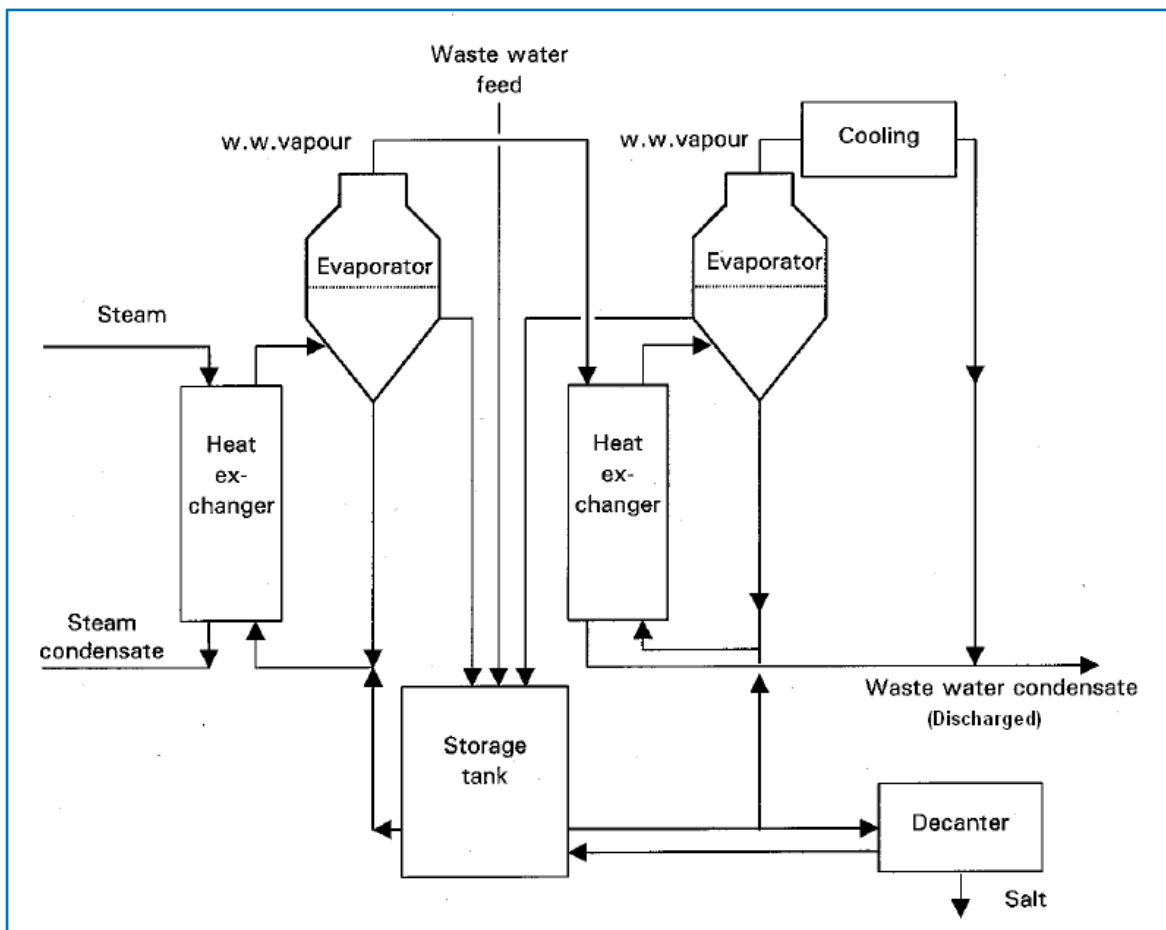 Waste water
feed
w.w.vapour
w.w.vapour
Cooling
Evaporator
Evaporator
Steam
Heat
ex-
changer
Heat
ex-
changer
Steam
condensate
Waste water condensate
(Discharged)
Storage
tank
Decanter
Salt